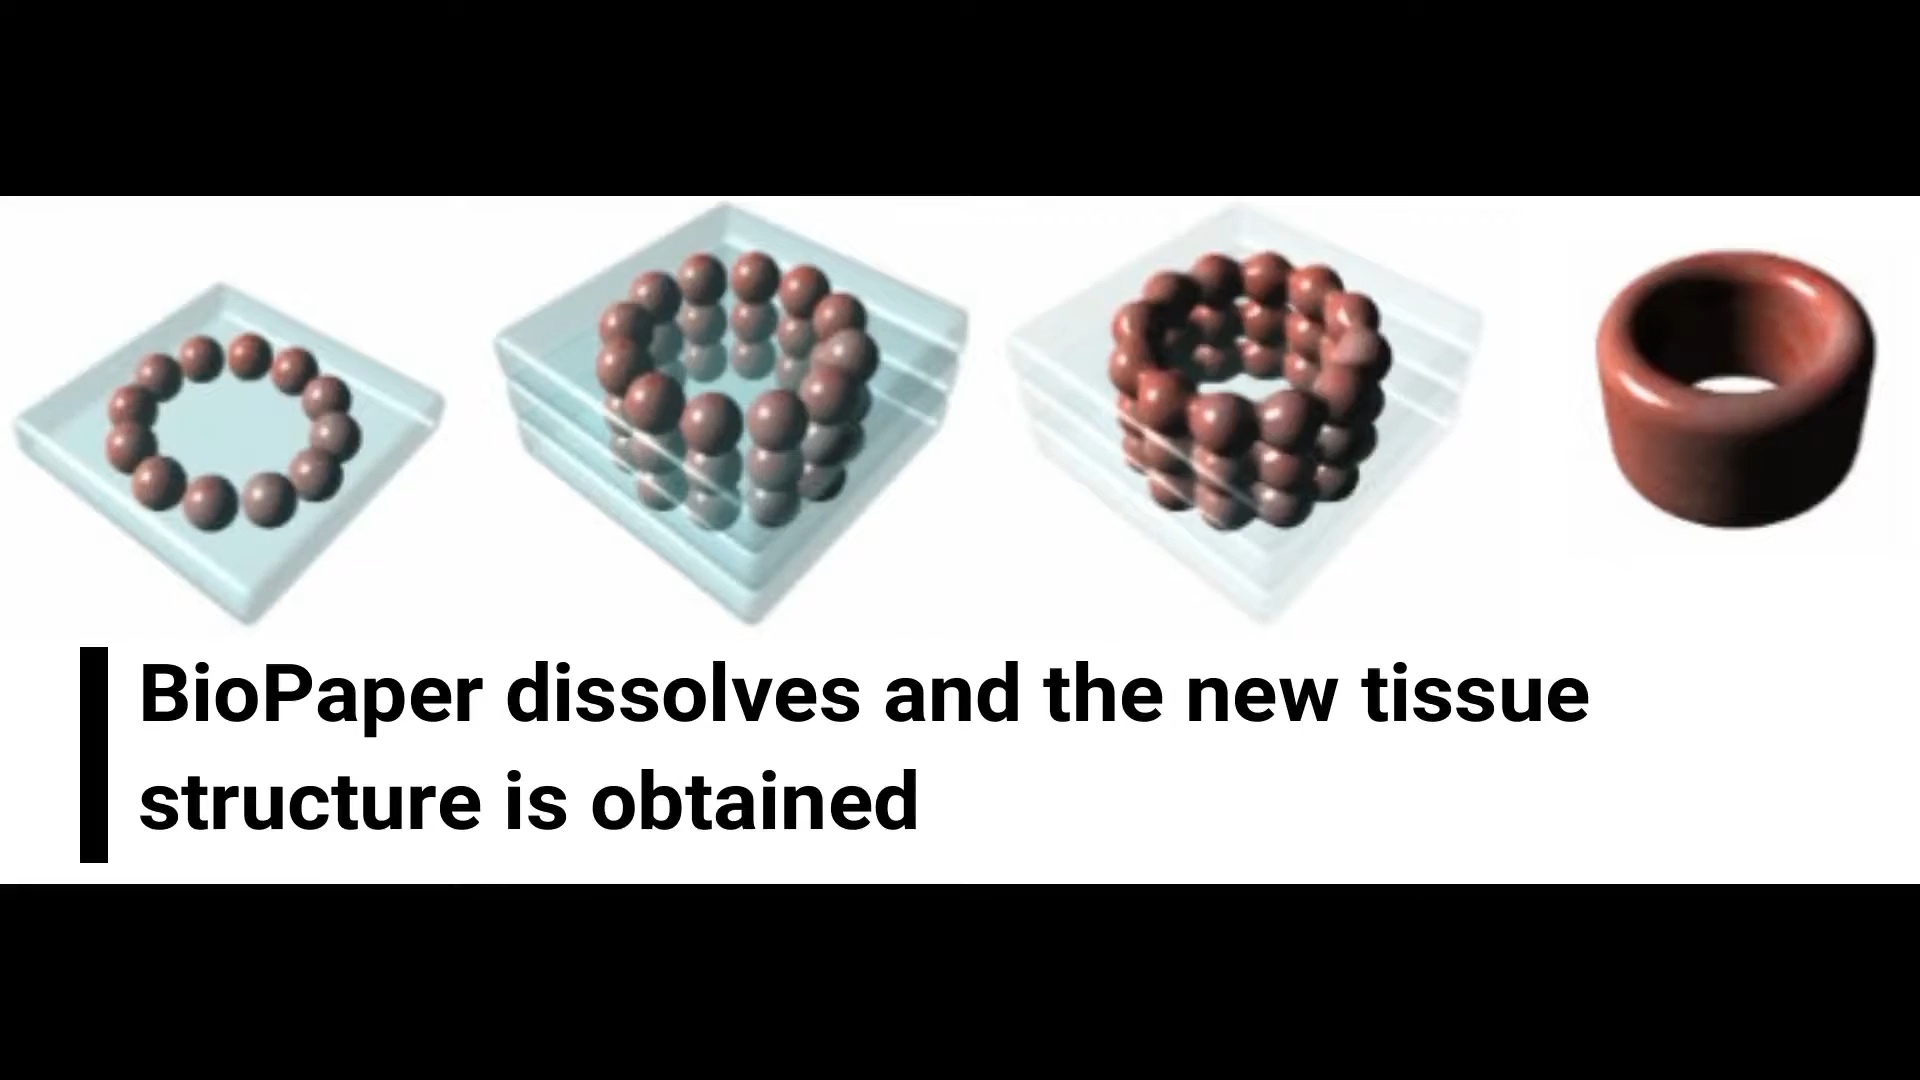 BioPaper dissolves and the new tissue
structure is obtained